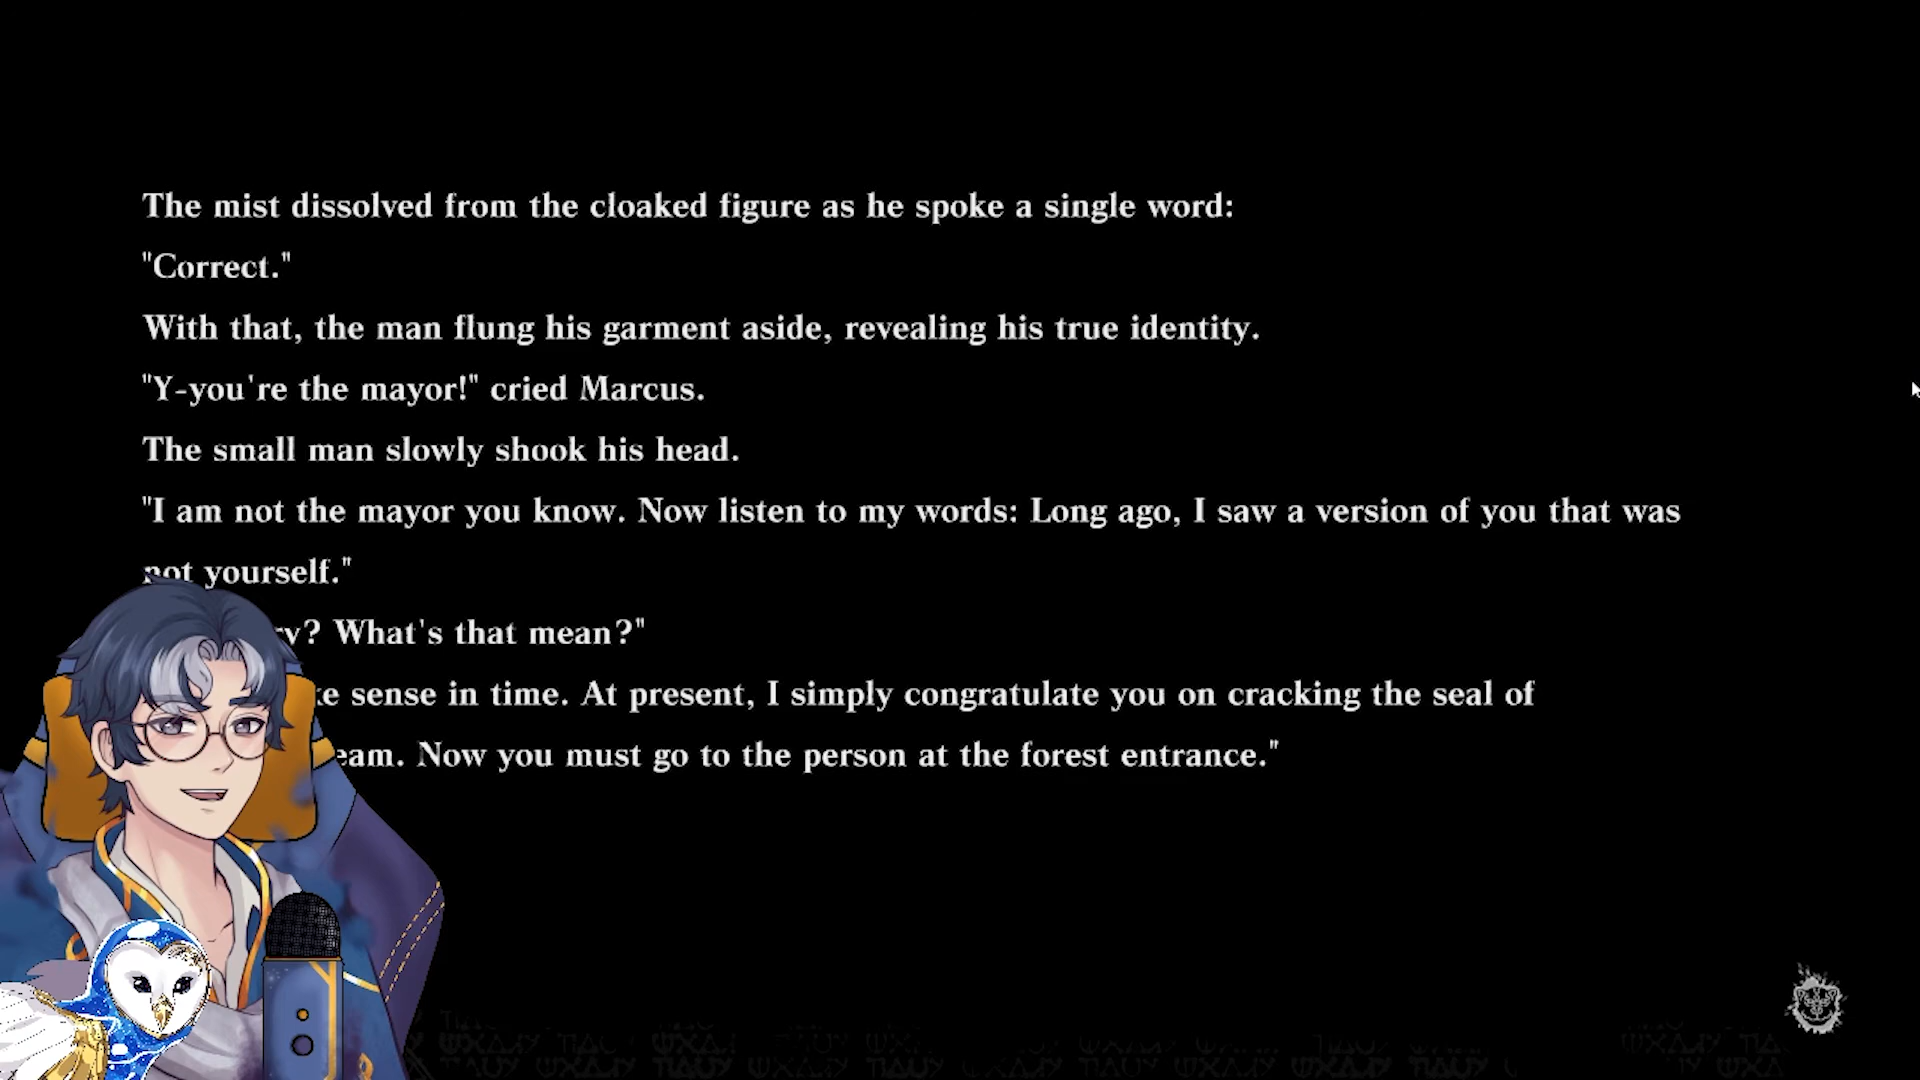 The mist dissolved from the cloaked figure as he spoke a single word:
"Correct."
With that, the man flung his garment aside, revealing his true identity.
"Y-you're the mayor!" cried Marcus.
The small man slowly shook his head.
"I am not the mayor you know. Now listen to my words: Long ago, I saw a version of you that was
not yourself."
What's that mean?"
sense in time. At present, I simply congratulate you on cracking the seal of
Now you must go to the person at the forest entrance."